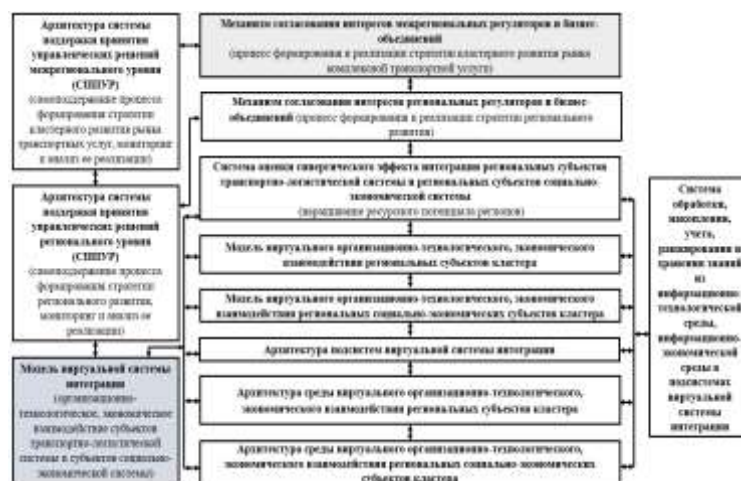 Архитектура системы
поддержки принятия
управленческих решений
межрегионального уровня
(СППУР)
(самоподдержание процесса
формирования стратегии
кластерного развития рынка
транспортных услуг, мониторинг
и анализ ее реализации)
Архитектура системы
поддержки принятия
управленческих решений
регионального уровня
(СППУР)
(самоподдержание процесса
формирования стратегии
регионального развития,
мониторинг и анализ ее
реализации)
Модель виртуальной системы
интеграции
(организационно-
технологическое, экономическое
взаимодействие субъектов
транспортно-логистической
системы и субъектов социально-
экономической системы)
Механизм согласования интересов межрегиональных регуляторов и бизнес-
объединений
(процесс формирования и реализации стратегии кластерного развития рынка
комплексной транспортной услуги)
Механизм согласования интересов региональных регуляторов и бизнес-
объединений (процесс формирования и реализации стратегии регионального
развития)
Система оценки синергического эффекта интеграции региональных субъектов
транспортно-логистической системы и региональных субъектов социально-
экономической системы
(наращивание ресурсного потенциала регионов)
Модель виртуального организационно-технологического, экономического
взаимодействия региональных субъектов кластера
Модель виртуального организационно-технологического, экономического
взаимодействия региональных социально-экономических субъектов кластера
Архитектура подсистем виртуальной системы интеграции
Архитектура среды виртуального организационно-технологического,
экономического взаимодействия региональных субъектов кластера
Архитектура среды виртуального организационно-технологического,
экономического взаимодействия региональных социально-экономических
субъектов кластера
Система
обработки,
накопления,
учета,
ранжирования и
хранения знаний
из
информационно-
технологической
среды,
информационно-
экономической
среды в
подсистемах
виртуальной
системы
интеграции